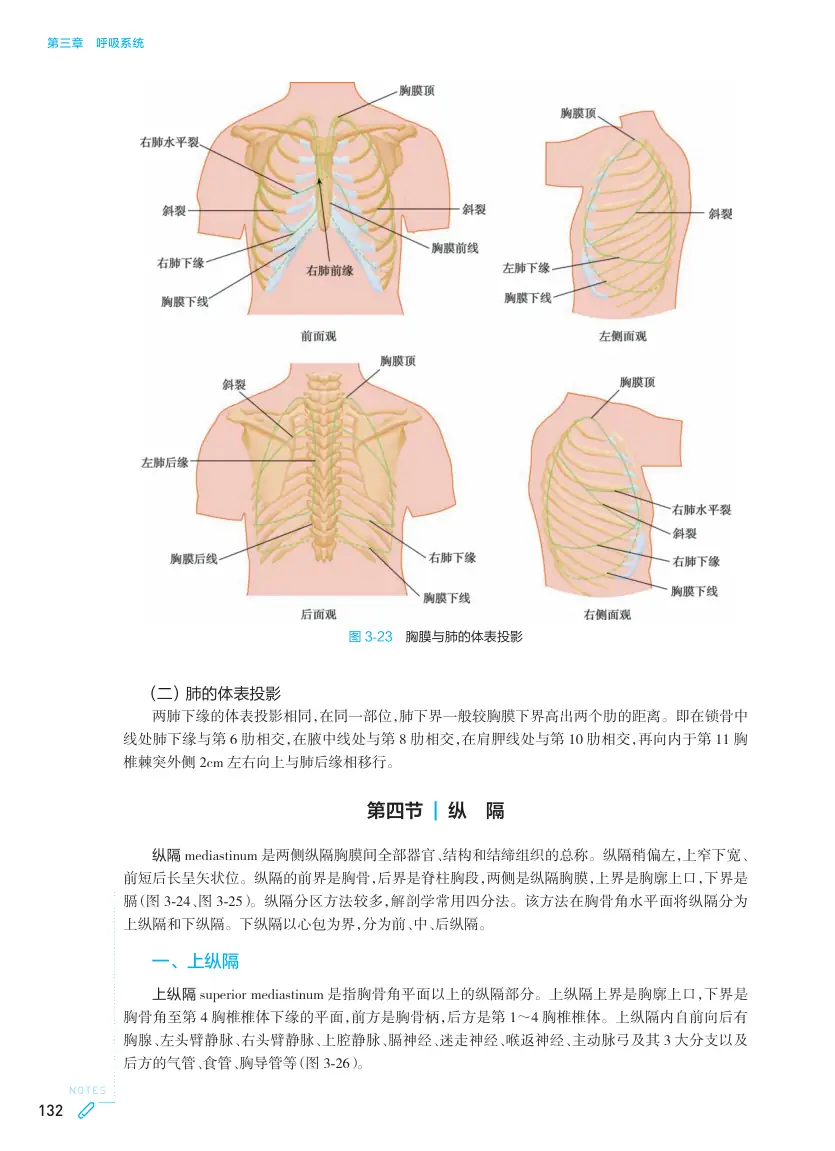 第三章　呼吸系统
胸膜顶
右肺水平裂
斜裂
斜裂
胸膜前线
右肺下缘
右肺前缘
胸膜下线
前面观
胸膜顶
斜裂
左肺下缘
胸膜下线
左侧面观
胸膜顶
斜裂
左肺后缘
胸膜后线
右肺下缘
胸膜下线
后面观
胸膜顶
右肺水平裂
斜裂
右肺下缘
胸膜下线
右侧面观
图 3-23　胸膜与肺的体表投影
（二）肺的体表投影
两肺下缘的体表投影相同，在同一部位，肺下界一般较胸膜下界高出两个肋的距离。即在锁骨中
线处肺下缘与第 6 肋相交，在腋中线处与第 8 肋相交，在肩胛线处与第 10 肋相交，再向内于第 11 胸
椎棘突外侧 2cm 左右向上与肺后缘相移行。
第四节 | 纵　隔
纵隔 mediastinum 是两侧纵隔胸膜间全部器官、结构和结缔组织的总称。纵隔稍偏左，上窄下宽、
前短后长呈矢状位。纵隔的前界是胸骨，后界是脊柱胸段，两侧是纵隔胸膜，上界是胸廓上口，下界是
膈（图 3-24、图 3-25）。纵隔分区方法较多，解剖学常用四分法。该方法在胸骨角水平面将纵隔分为
上纵隔和下纵隔。下纵隔以心包为界，分为前、中、后纵隔。
一、上纵隔
上纵隔 superior mediastinum 是指胸骨角平面以上的纵隔部分。上纵隔上界是胸廓上口，下界是
胸骨角至第 4 胸椎椎体下缘的平面，前方是胸骨柄，后方是第 1～4 胸椎椎体。上纵隔内自前向后有
胸腺、左头臂静脉、右头臂静脉、上腔静脉、膈神经、迷走神经、喉返神经、主动脉弓及其 3 大分支以及
后方的气管、食管、胸导管等（图 3-26）。
NOTES
132